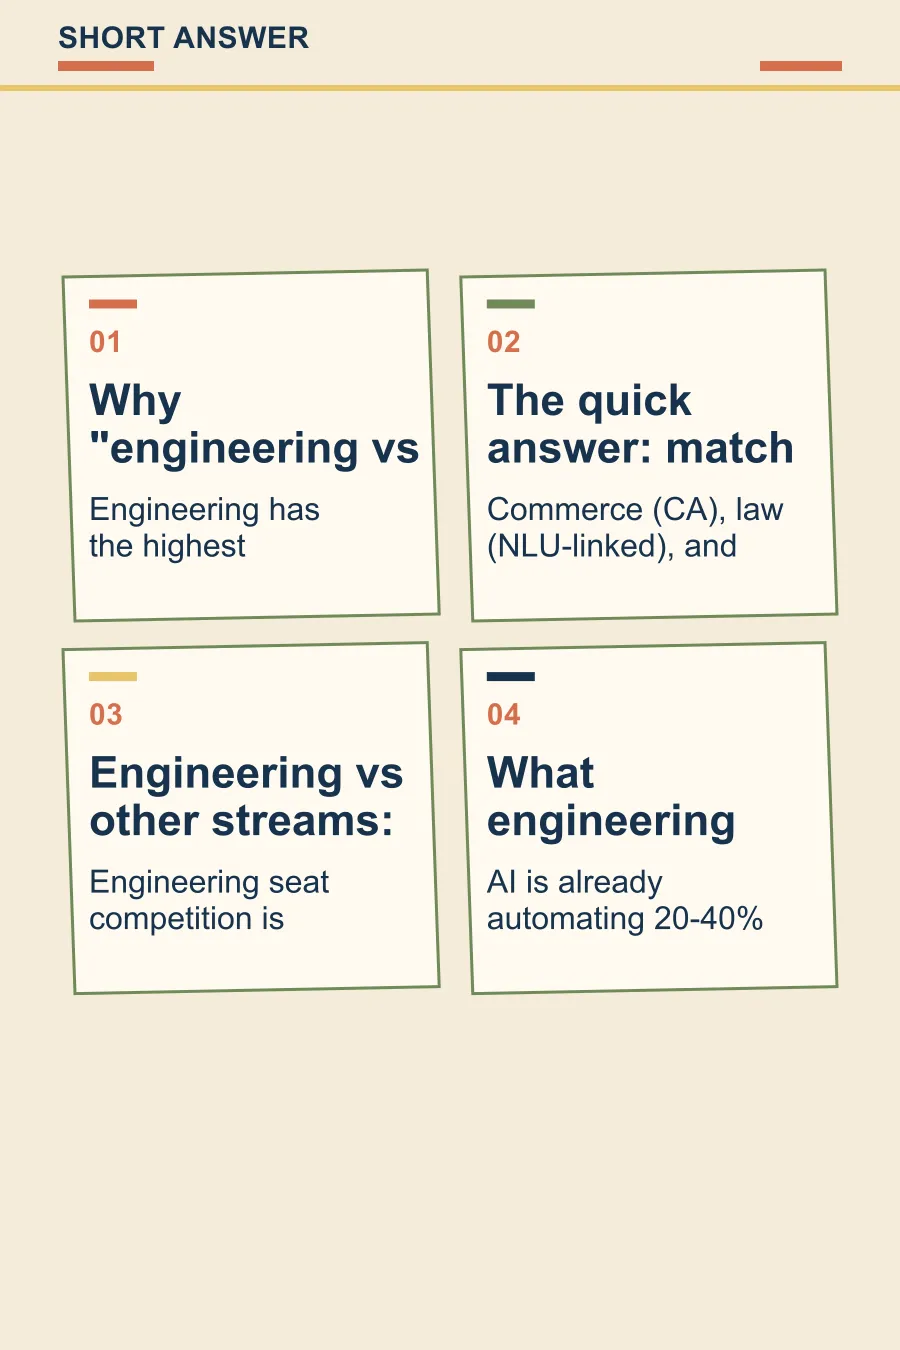 SHORT ANSWER
01
Why
"engineering vs
Engineering has
the highest
02
The quick
answer: match
Commerce (CA), law
(NLU-linked), and
03
Engineering vs
other streams:
Engineering seat
competition is
04
What
engineering
AI is already
automating 20-40%